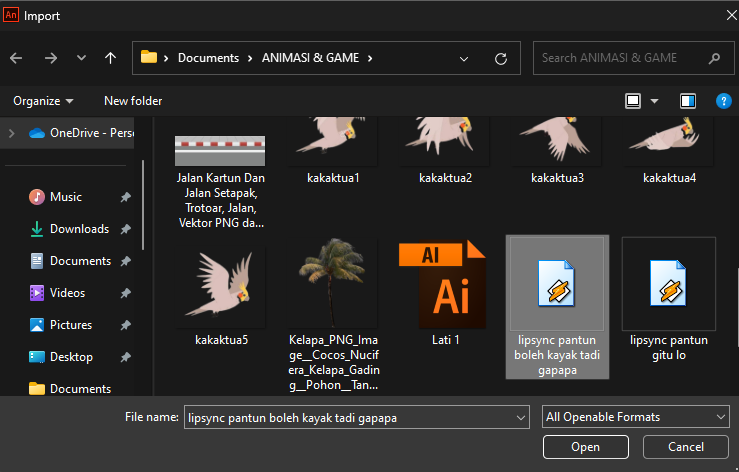 An Import
Documents ANIMASI & GAME
Search ANIMASI & GAME
Organize
New folder
?
OneDrive - Perso
Music
Downloads
Documents
Videos
Pictures
Desktop
Documents
Jalan Kartun Dan
Jalan Setapak,
Trotoar, Jalan,
Vektor PNG da...
kakaktua1
kakaktua2
kakaktua3
kakaktua4
kakaktua5
Kelapa_PNG_Ima
ge__Cocos_Nucif
era_Kelapa_Gadin
g__Pohon__Tan...
AI
Ai
Lati 1
lipsync pantun
boleh kayak tadi
gapapa
lipsync pantun
gitu lo
File name:
lipsync pantun boleh kayak tadi gapapa
All Openable Formats
Open
Cancel